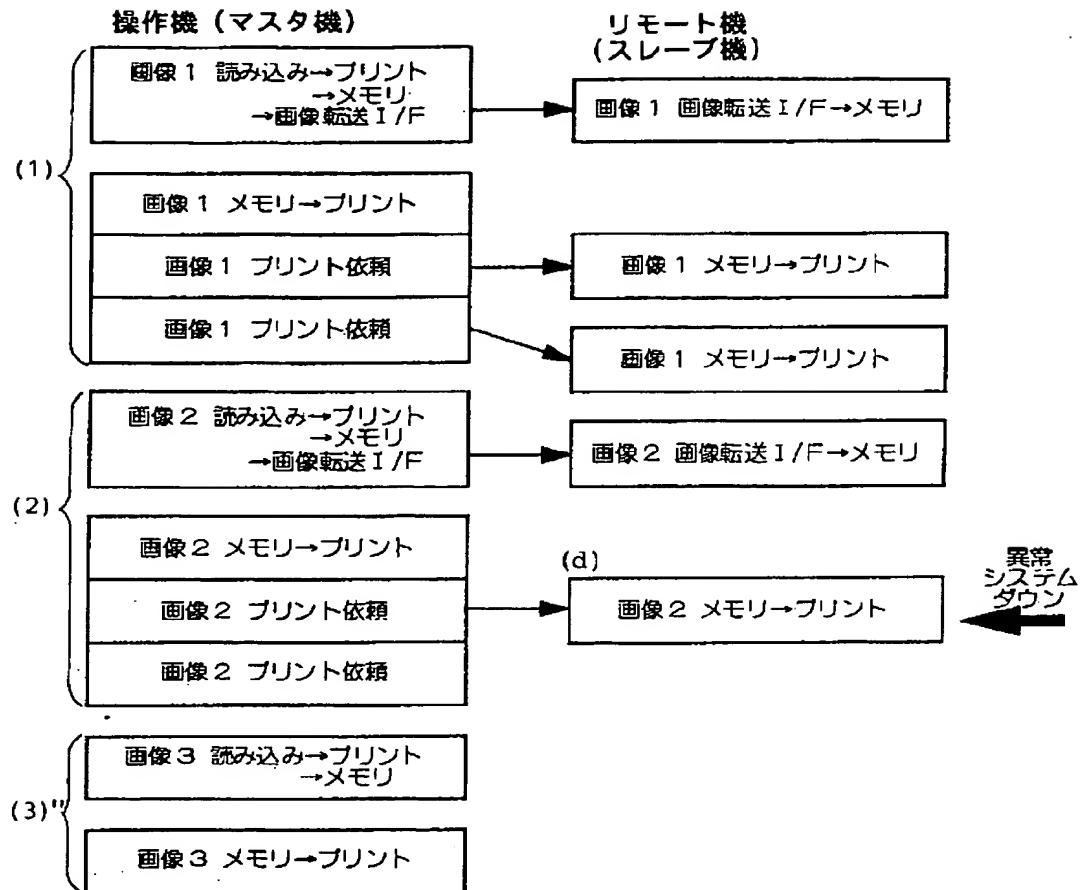 操作機（マスタ機）
リモート機
（スレーブ機）
(1)
画像1 読み込み→プリント
→メモリ
→画像転送I/F
画像1 画像転送I/F→メモリ
画像1 メモリ→プリント
画像1 プリント依頼
画像1 メモリ→プリント
画像1 プリント依頼
画像1 メモリ→プリント
(2)
画像2 読み込み→プリント
→メモリ
→画像転送I/F
画像2 画像転送I/F→メモリ
画像2 メモリ→プリント
(d)
画像2 プリント依頼
画像2 メモリ→プリント
異常
システム
ダウン
画像2 プリント依頼
(3)"
画像3 読み込み→プリント
→メモリ
画像3 メモリ→プリント